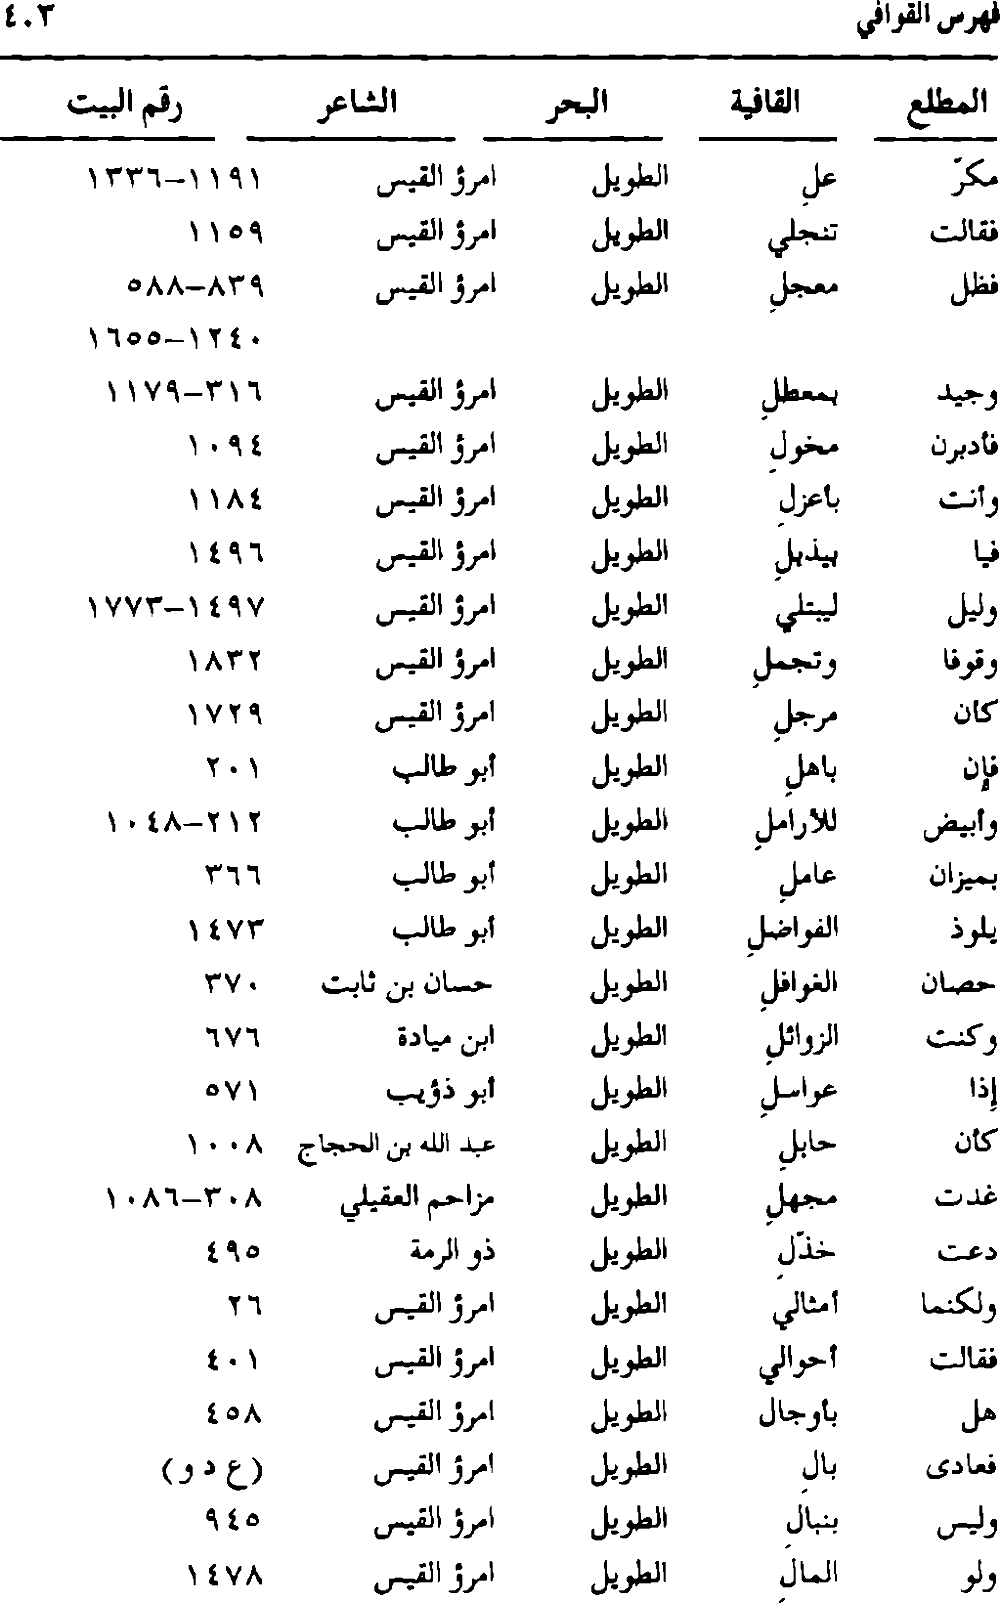 فهرس القوافي ٤٠٣
المطلع القافية البحر الشاعر رقم البيت
مكرّ علِ الطويل امرؤ القيس ١١٩١–١٣٣٦
فقالت تنجلي الطويل امرؤ القيس ١١٥٩
فظل معجلِ الطويل امرؤ القيس ٨٣٩–٥٨٨
١٢٤٠–١٦٥٥
وجيد بمعطلِ الطويل امرؤ القيس ٣١٦–١١٧٩
فأدبرن مخولِ الطويل امرؤ القيس ١٠٩٤
وأنت بأعزلِ الطويل امرؤ القيس ١١٨٤
فيا بيذبلِ الطويل امرؤ القيس ١٤٩٦
وليل ليبتلي الطويل امرؤ القيس ١٤٩٧–١٧٧٣
وقوفا وتجملِ الطويل امرؤ القيس ١٨٣٢
كان مرجلِ الطويل امرؤ القيس ١٧٢٩
فإن باهلِ الطويل أبو طالب ٢٠١
وأبيض للأراملِ الطويل أبو طالب ٢١٢–١٠٤٨
بميزان عاملِ الطويل أبو طالب ٣٦٦
يلوذ الفواضلِ الطويل أبو طالب ١٤٧٣
حصان الغوافلِ الطويل حسان بن ثابت ٣٧٠
وكنت الزوائلِ الطويل ابن ميادة ٦٧٦
إذا عواسلِ الطويل أبو ذؤيب ٥٧١
كأن حابلِ الطويل عبد الله بن الحجاج ١٠٠٨
غدت مجهلِ الطويل مزاحم العقيلي ٣٠٨–١٠٨٦
دعت خذّلِ الطويل ذو الرمة ٤٩٥
ولكنما أمثالي الطويل امرؤ القيس ٢٦
فقالت أحوالي الطويل امرؤ القيس ٤٠١
هل بأوجال الطويل امرؤ القيس ٤٥٨
فعادى بالِ الطويل امرؤ القيس (ع د و)
وليس بنبالِ الطويل امرؤ القيس ٩٤٥
ولو المالِ الطويل امرؤ القيس ١٤٧٨